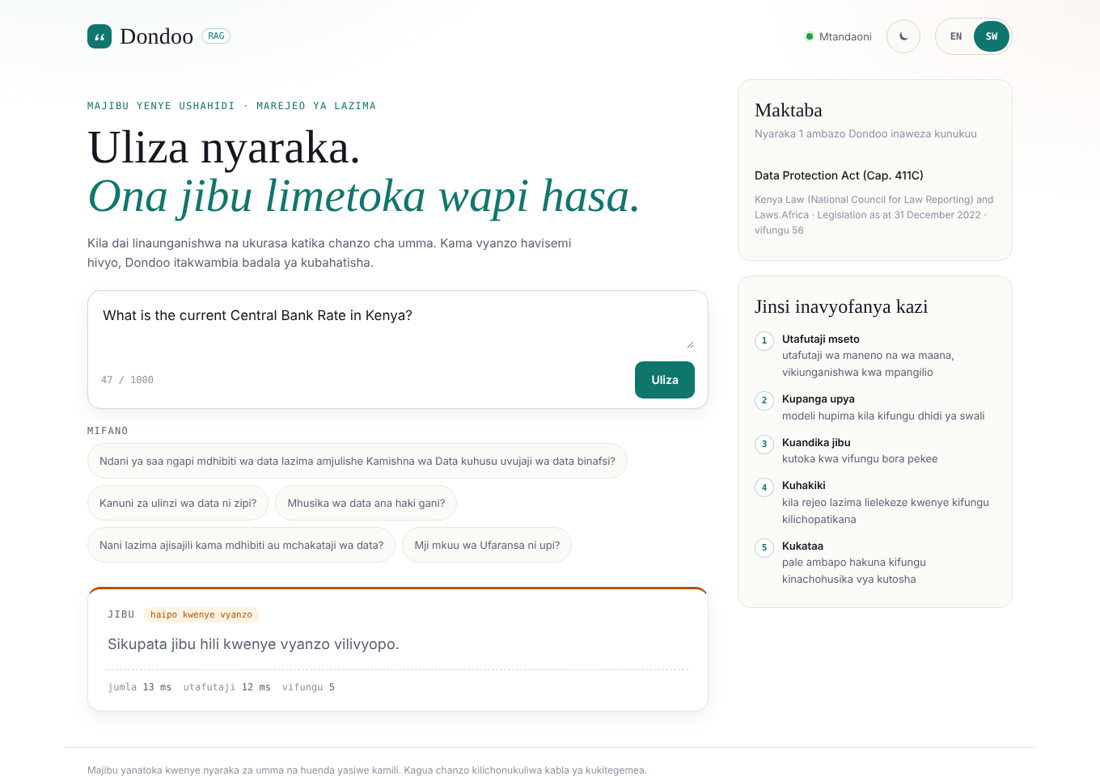 Dondoo RAG
Mtandaoni
EN SW
MAJIBU YENYE USHAHIDI · MAREJEO YA LAZIMA
Uliza nyaraka.
Ona jibu limetoka wapi hasa.
Kila dai linaunganishwa na ukurasa katika chanzo cha umma. Kama vyanzo havisemi
hivyo, Dondoo itakwambia badala ya kubahatisha.
What is the current Central Bank Rate in Kenya?
47 / 1000
Uliza
MIFANO
Ndani ya saa ngapi mdhibiti wa data lazima amjulishe Kamishna wa Data kuhusu uvujaji wa data binafsi?
Kanuni za ulinzi wa data ni zipi?
Mhusika wa data ana haki gani?
Nani lazima ajisajili kama mdhibiti au mchakataji wa data?
Mji mkuu wa Ufaransa ni upi?
JIBU haipo kwenye vyanzo
Sikupata jibu hili kwenye vyanzo vilivyopo.
jumla 13 ms utafutaji 12 ms vifungu 5
Maktaba
Nyaraka 1 ambazo Dondoo inaweza kunukuu
Data Protection Act (Cap. 411C)
Kenya Law (National Council for Law Reporting) and
Laws.Africa · Legislation as at 31 December 2022 ·
vifungu 56
Jinsi inavyofanya kazi
1 Utafutaji mseto
utafutaji wa maneno na wa maana,
vikiunganishwa kwa mpangilio
2 Kupanga upya
modeli hupima kila kifungu dhidi ya swali
3 Kuandika jibu
kutoka kwa vifungu bora pekee
4 Kuhakiki
kila rejeo lazima lielekeze kwenye kifungu
kilichopatikana
5 Kukataa
pale ambapo hakuna kifungu
kinachohusika vya kutosha
Majibu yanatoka kwenye nyaraka za umma na huenda yasiwe kamili. Kagua chanzo kilichonukuliwa kabla ya kukitegemea.